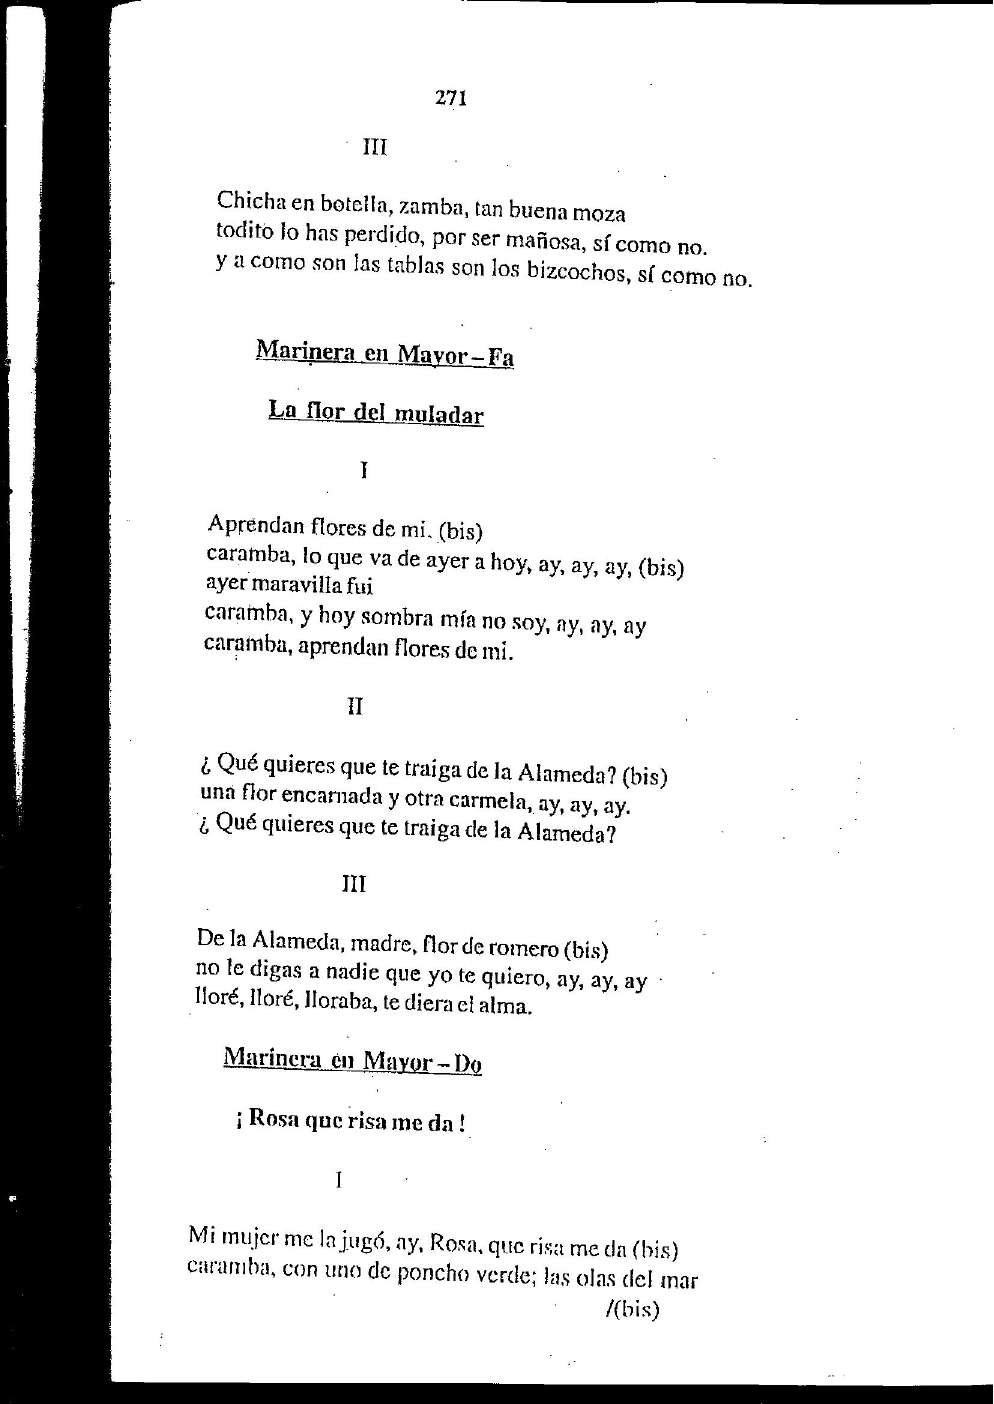 271
III
Chicha en botella, zamba, tan buena moza
todito lo has perdido, por ser mañosa, sí como no.
y a como son las tablas son los bizcochos, sí como no.
Marinera en Mayor – Fa
La flor del muladar
I
Aprendan flores de mi. (bis)
caramba, lo que va de ayer a hoy, ay, ay, ay, (bis)
ayer maravilla fui
caramba, y hoy sombra mía no soy, ay, ay, ay
caramba, aprendan flores de mi.
II
¿ Qué quieres que te traiga de la Alameda? (bis)
una flor encarnada y otra carmela, ay, ay, ay.
¿ Qué quieres que te traiga de la Alameda?
III
De la Alameda, madre, flor de romero (bis)
no le digas a nadie que yo te quiero, ay, ay, ay
lloré, lloré, lloraba, te diera el alma.
Marinera en Mayor – Do
¡ Rosa que risa me da !
I
Mi mujer me la jugó, ay, Rosa, que risa me da (bis)
caramba, con uno de poncho verde; las olas del mar
/(bis)